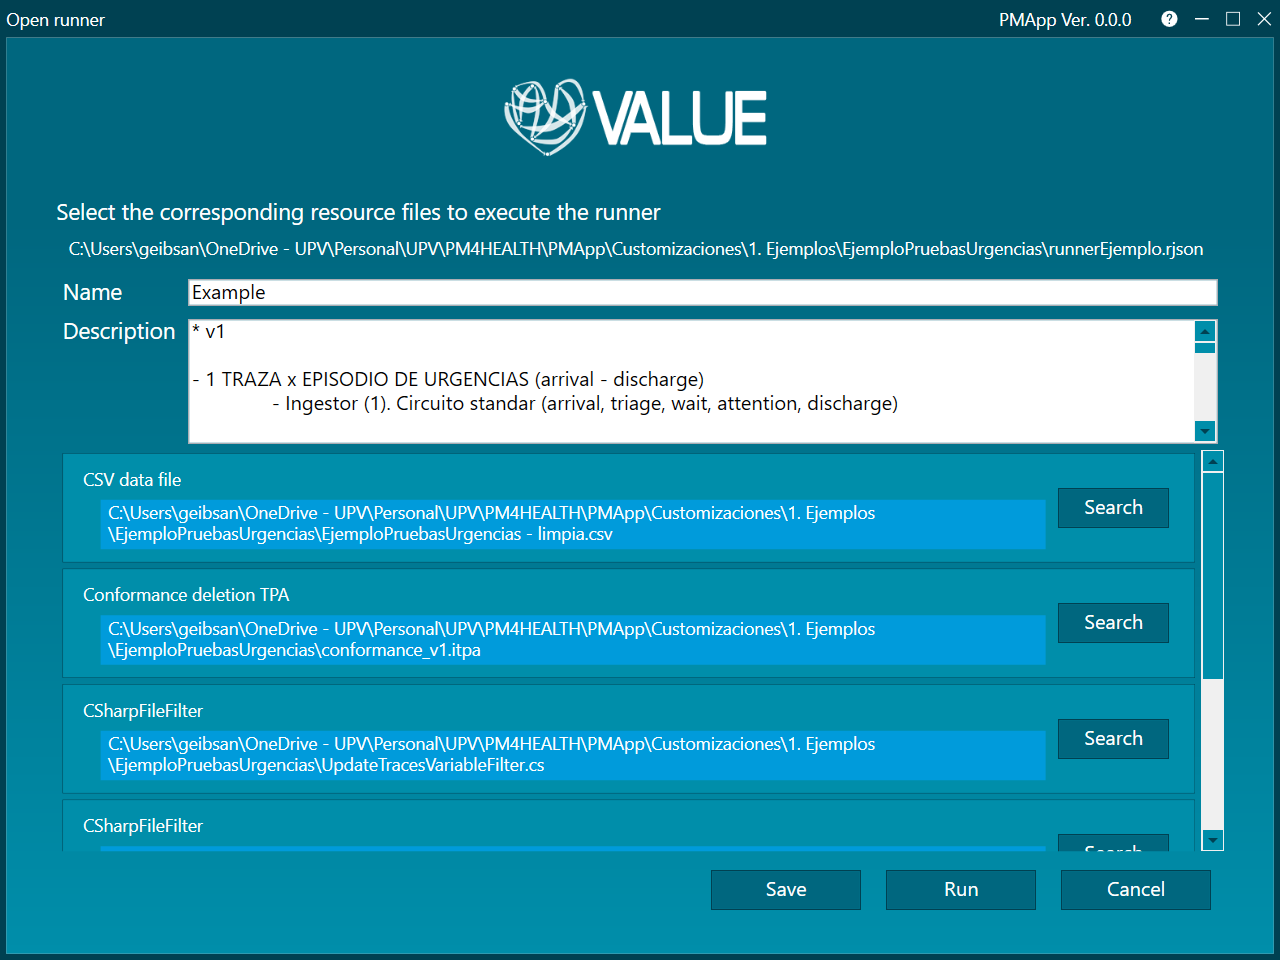 Open runner
PMApp Ver. 0.0.0
VALUE
Select the corresponding resource files to execute the runner
C:\Users\geibsan\OneDrive - UPV\Personal\UPV\PM4HEALTH\PMApp\Customizaciones\1. Ejemplos\EjemploPruebasUrgencias\runnerEjemplo.rjson
Name
Example
Description
* v1
- 1 TRAZA x EPISODIO DE URGENCIAS (arrival - discharge)
- Ingestor (1). Circuito standar (arrival, triage, wait, attention, discharge)
CSV data file
C:\Users\geibsan\OneDrive - UPV\Personal\UPV\PM4HEALTH\PMApp\Customizaciones\1. Ejemplos
\EjemploPruebasUrgencias\EjemploPruebasUrgencias - limpia.csv
Search
Conformance deletion TPA
C:\Users\geibsan\OneDrive - UPV\Personal\UPV\PM4HEALTH\PMApp\Customizaciones\1. Ejemplos
\EjemploPruebasUrgencias\conformance_v1.itpa
Search
CSharpFileFilter
C:\Users\geibsan\OneDrive - UPV\Personal\UPV\PM4HEALTH\PMApp\Customizaciones\1. Ejemplos
\EjemploPruebasUrgencias\UpdateTracesVariableFilter.cs
Search
CSharpFileFilter
Search
Save
Run
Cancel